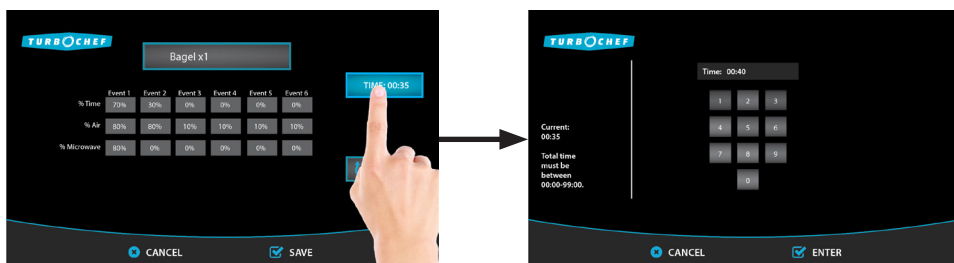 TURBOCHEF
Bagel x1
TIME: 00:35
Event 1 Event 2 Event 3 Event 4 Event 5 Event 6
% Time 70% 30% 0% 0% 0% 0%
% Air 80% 80% 10% 10% 10% 10%
% Microwave 80% 0% 0% 0% 0% 0%
CANCEL SAVE
TURBOCHEF
Time: 00:40
1 2 3
4 5 6
7 8 9
0
Current:
00:35
Total time
must be
between
00:00-99:00.
CANCEL ENTER